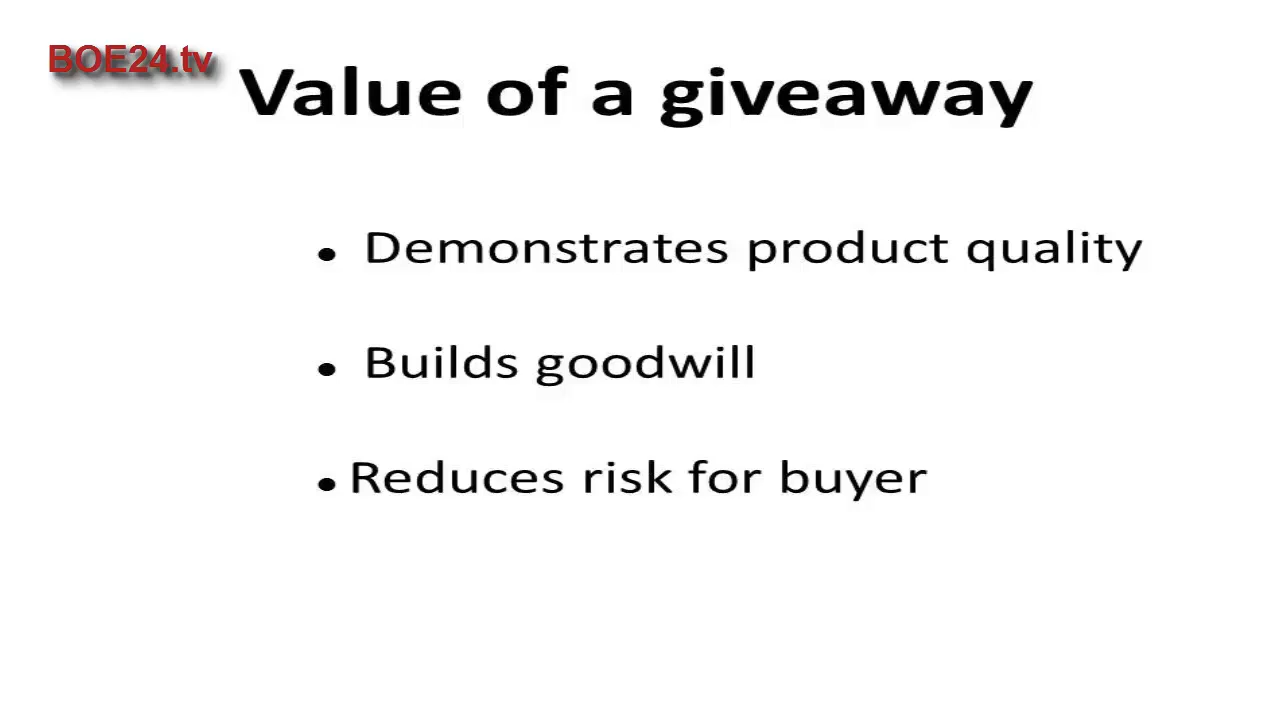 BOE24.tv
Value of a giveaway
• Demonstrates product quality
• Builds goodwill
• Reduces risk for buyer